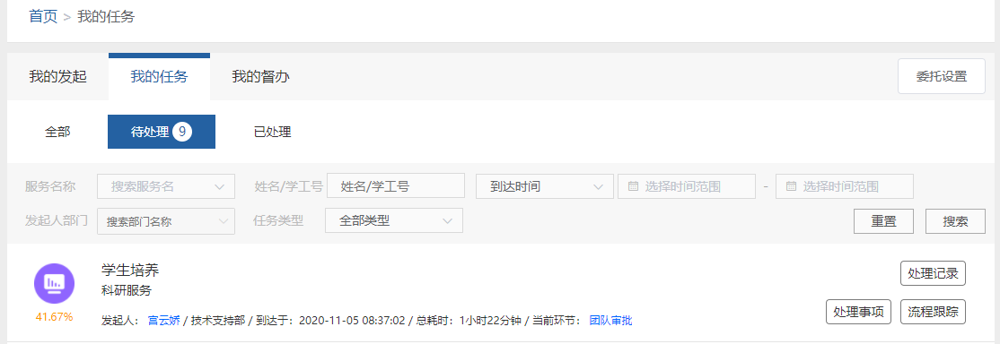 首页 > 我的任务
我的发起 我的任务 我的督办 委托设置
全部 待处理 9 已处理
服务名称 搜索服务名 姓名/学工号 姓名/学工号 到达时间 选择时间范围 - 选择时间范围
发起人部门 搜索部门名称 任务类型 全部类型 重置 搜索
学生培养 处理记录
科研服务
41.67% 发起人： 宫云娇 / 技术支持部 / 到达于：2020-11-05 08:37:02 / 总耗时：1小时22分钟 / 当前环节： 团队审批 处理事项 流程跟踪